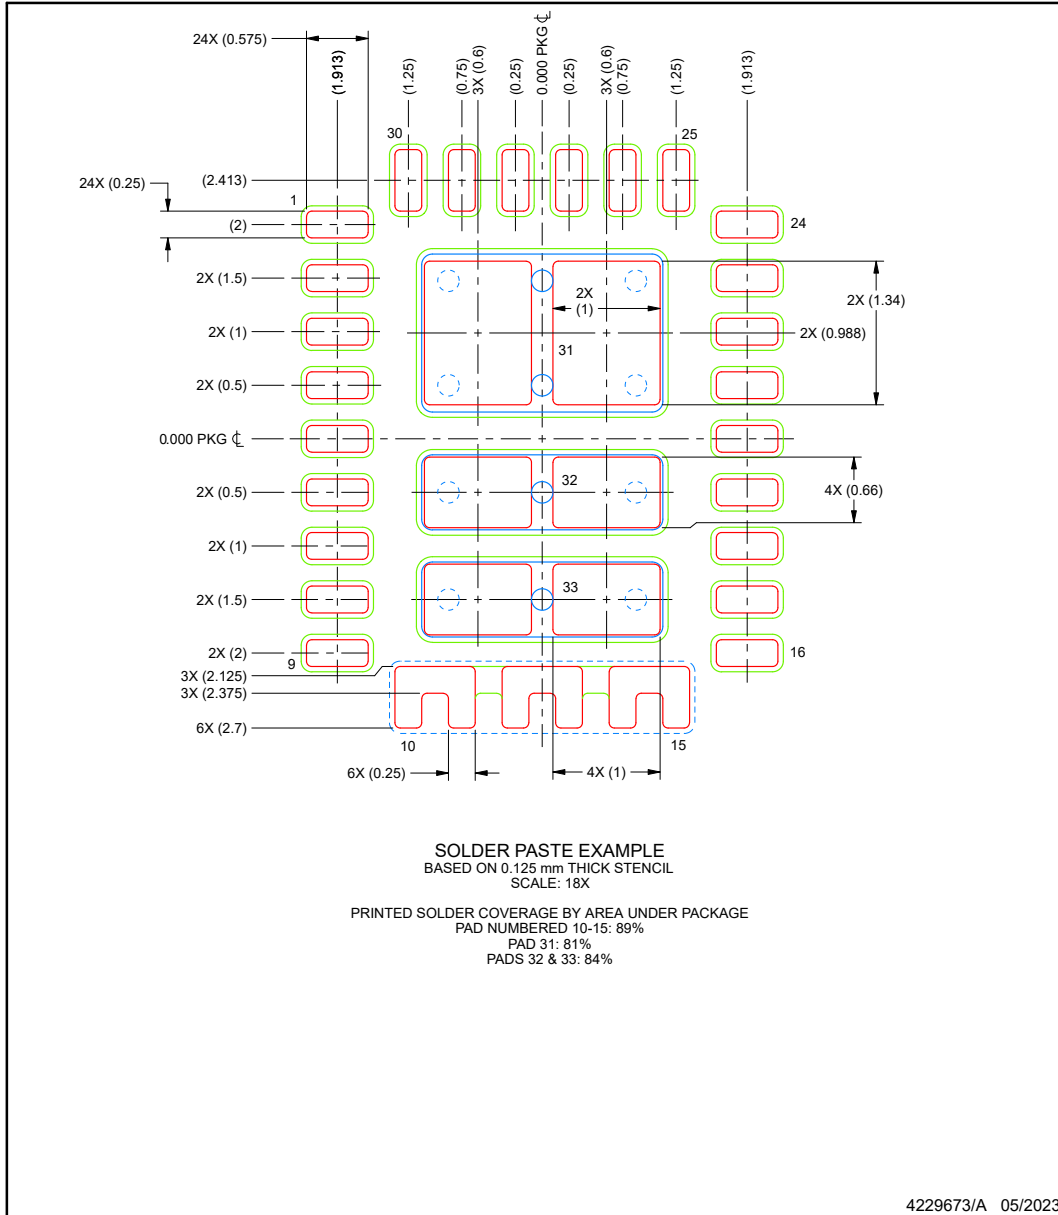 24X (0.575)
(1.913)
(1.25)
(0.75)
3X (0.6)
(0.25)
0.000 PKG ℄
(0.25)
3X (0.6)
(0.75)
(1.25)
(1.913)
30
25
24X (0.25)
(2.413)
1
24
(2)
2X (1.5)
2X
(1)
2X (1.34)
2X (1)
2X (0.988)
31
2X (0.5)
0.000 PKG ℄
32
2X (0.5)
4X (0.66)
2X (1)
33
2X (1.5)
2X (2)
9
16
3X (2.125)
3X (2.375)
6X (2.7)
10
15
6X (0.25)
4X (1)
SOLDER PASTE EXAMPLE
BASED ON 0.125 mm THICK STENCIL
SCALE: 18X
PRINTED SOLDER COVERAGE BY AREA UNDER PACKAGE
PAD NUMBERED 10-15: 89%
PAD 31: 81%
PADS 32 & 33: 84%
4229673/A 05/2023